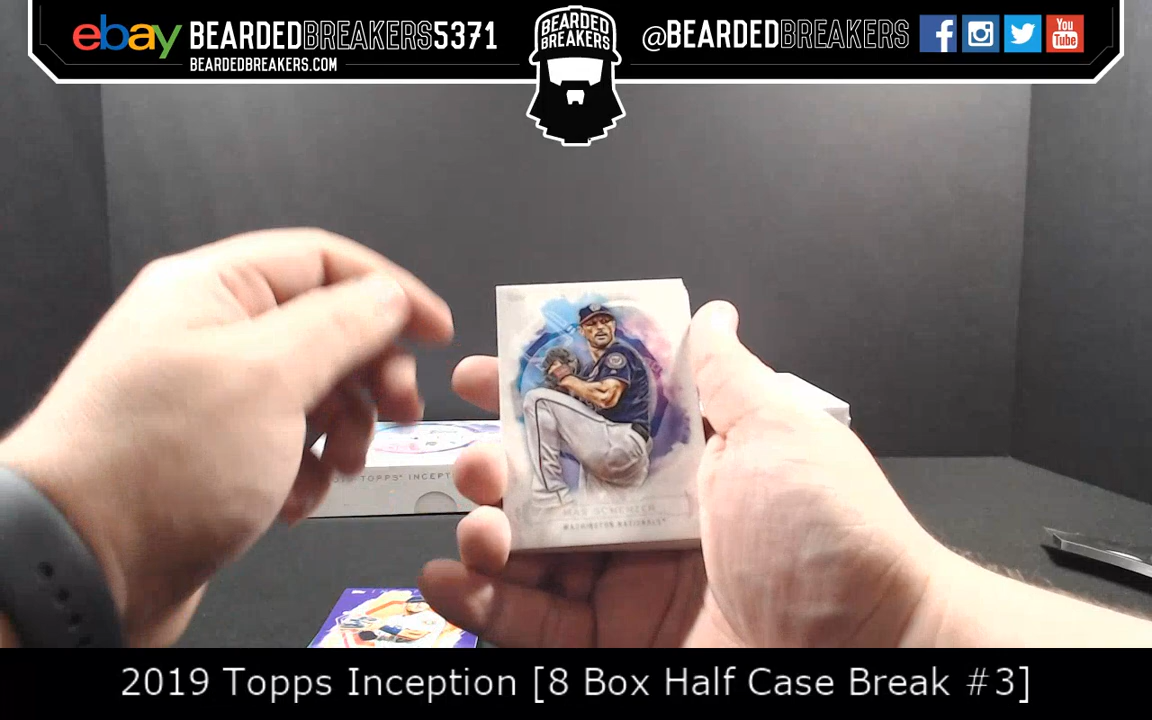 ebay BEARDEDBREAKERS5371
BEARDEDBREAKERS.COM
BEARDED
BREAKERS
@BEARDEDBREAKERS
You
Tube
MAX SCHERZER
WASHINGTON NATIONALS
TOPPS INCEPT
2019 Topps Inception [8 Box Half Case Break #3]